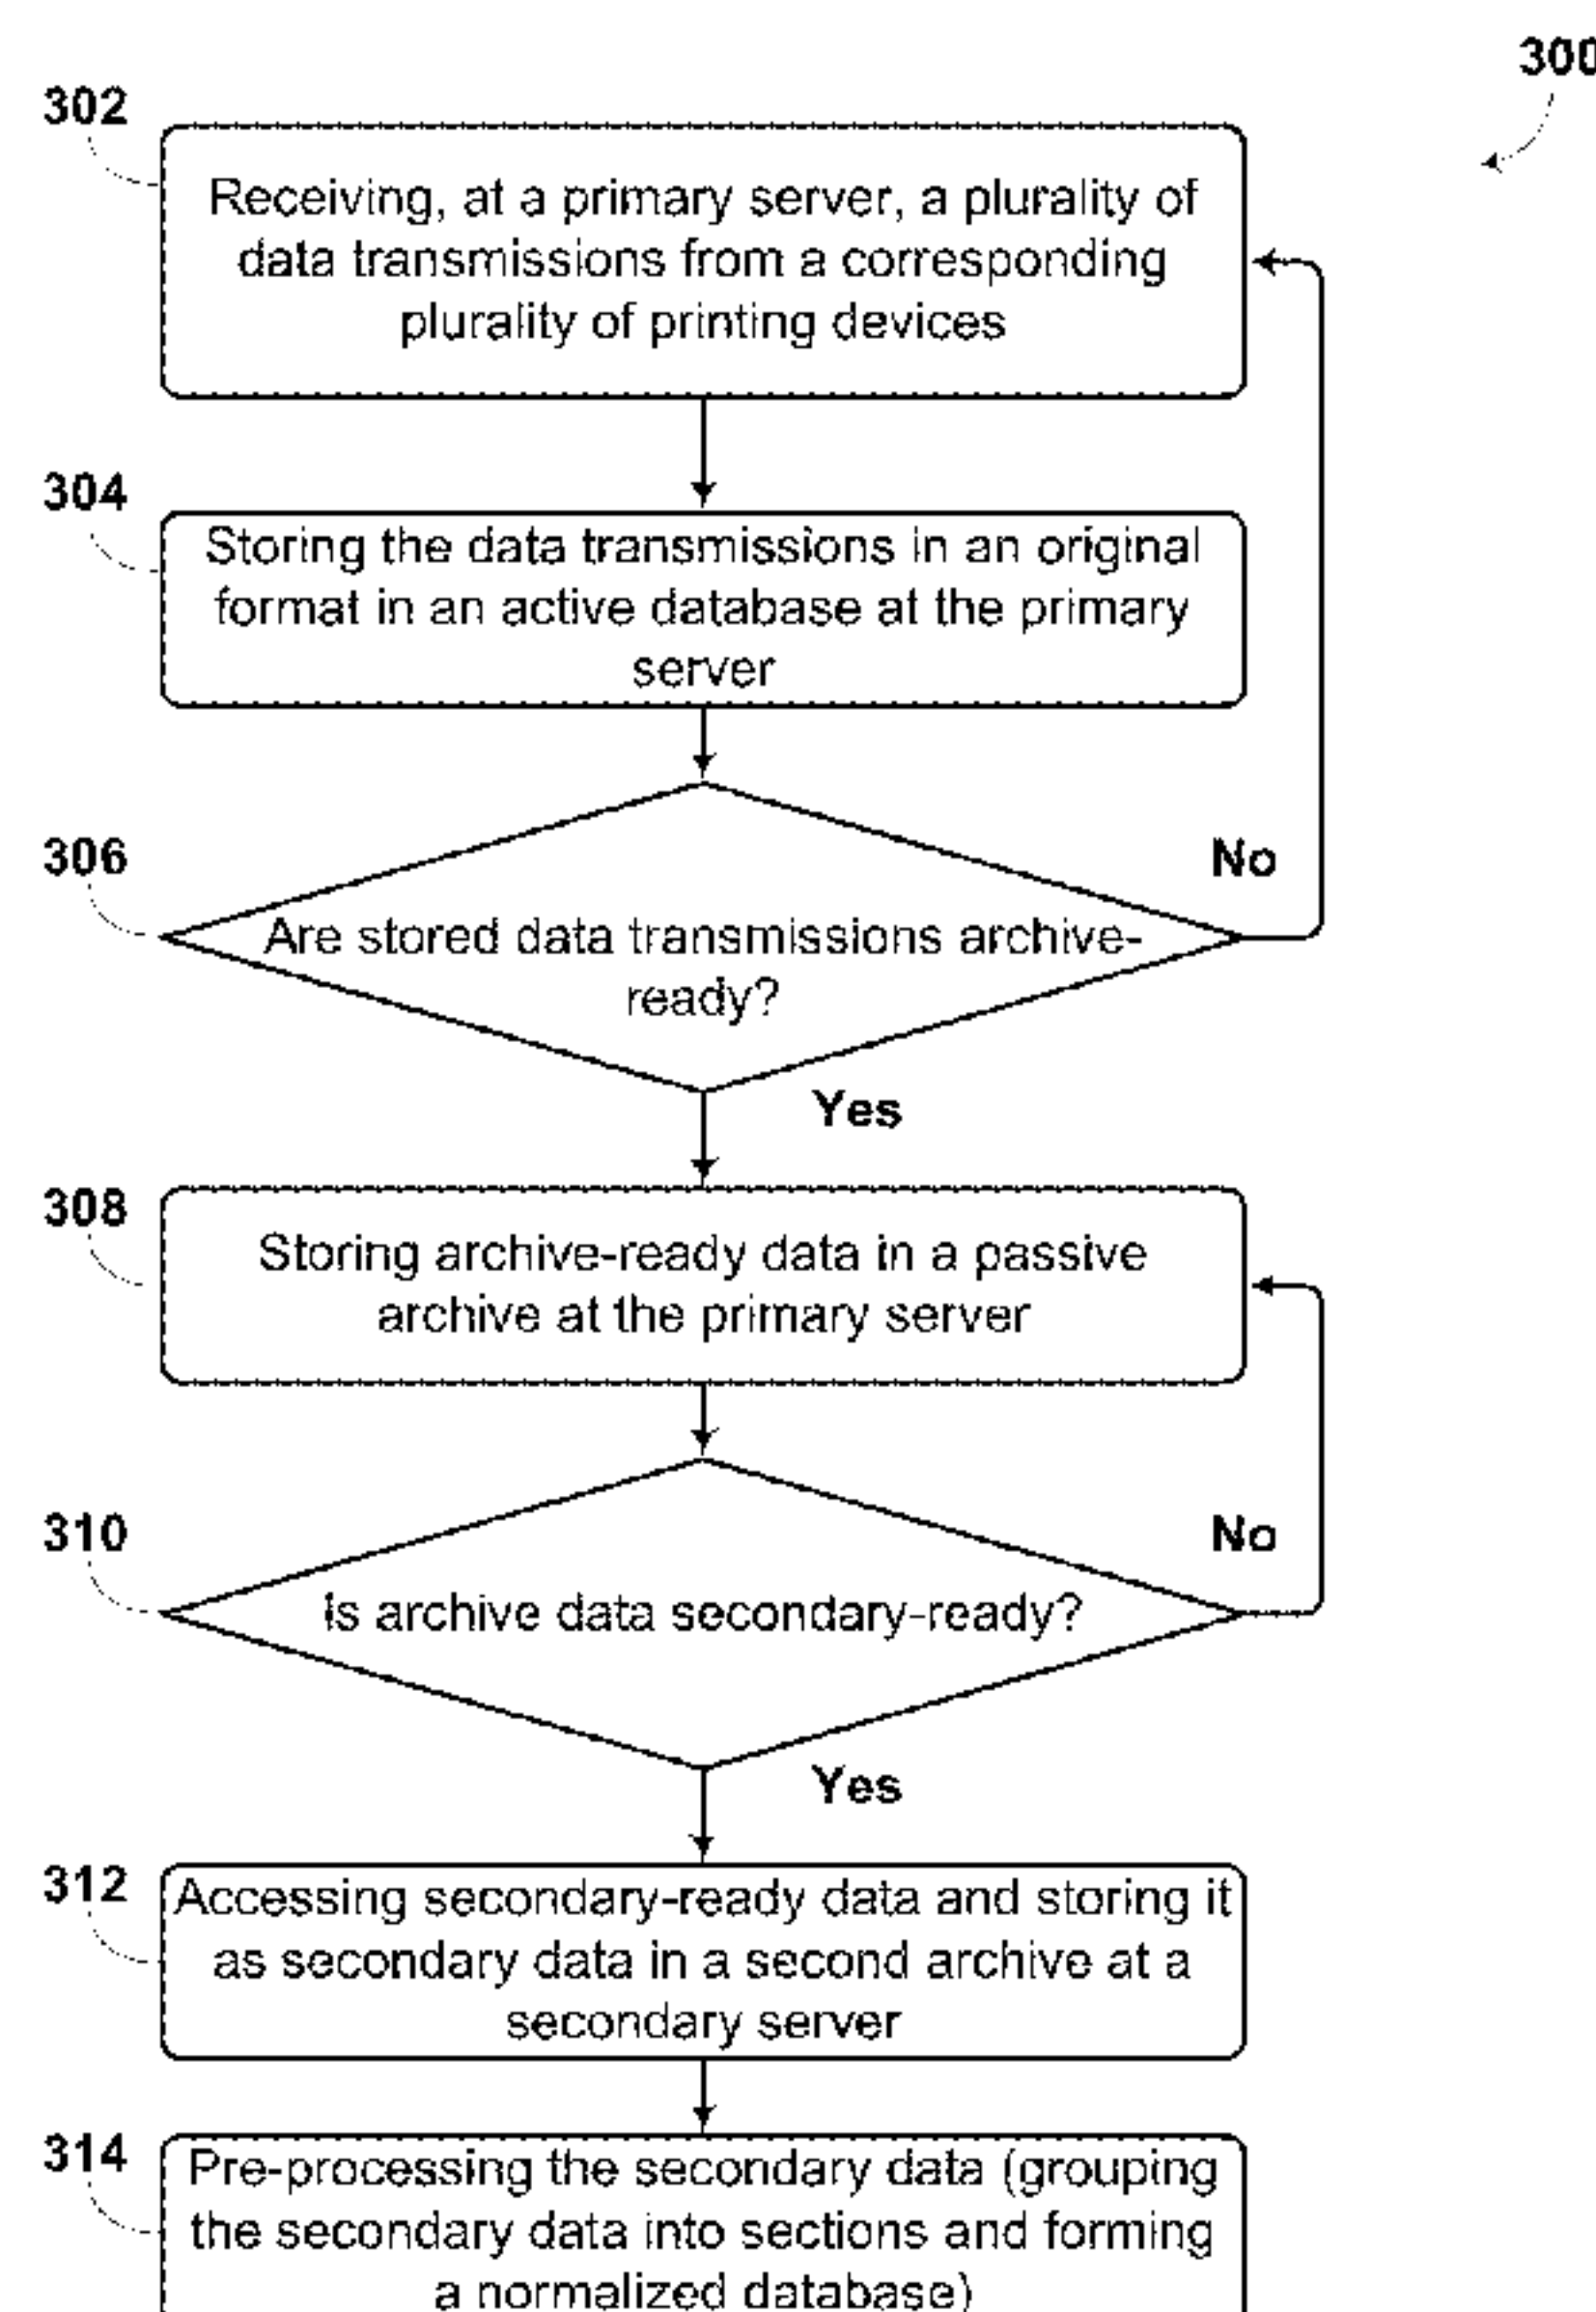 300
302
Receiving, at a primary server, a plurality of
data transmissions from a corresponding
plurality of printing devices
304
Storing the data transmissions in an original
format in an active database at the primary
server
306
No
Are stored data transmissions archive-
ready?
Yes
308
Storing archive-ready data in a passive
archive at the primary server
310
No
Is archive data secondary-ready?
Yes
312
Accessing secondary-ready data and storing it
as secondary data in a second archive at a
secondary server
314
Pre-processing the secondary data (grouping
the secondary data into sections and forming
a normalized database)